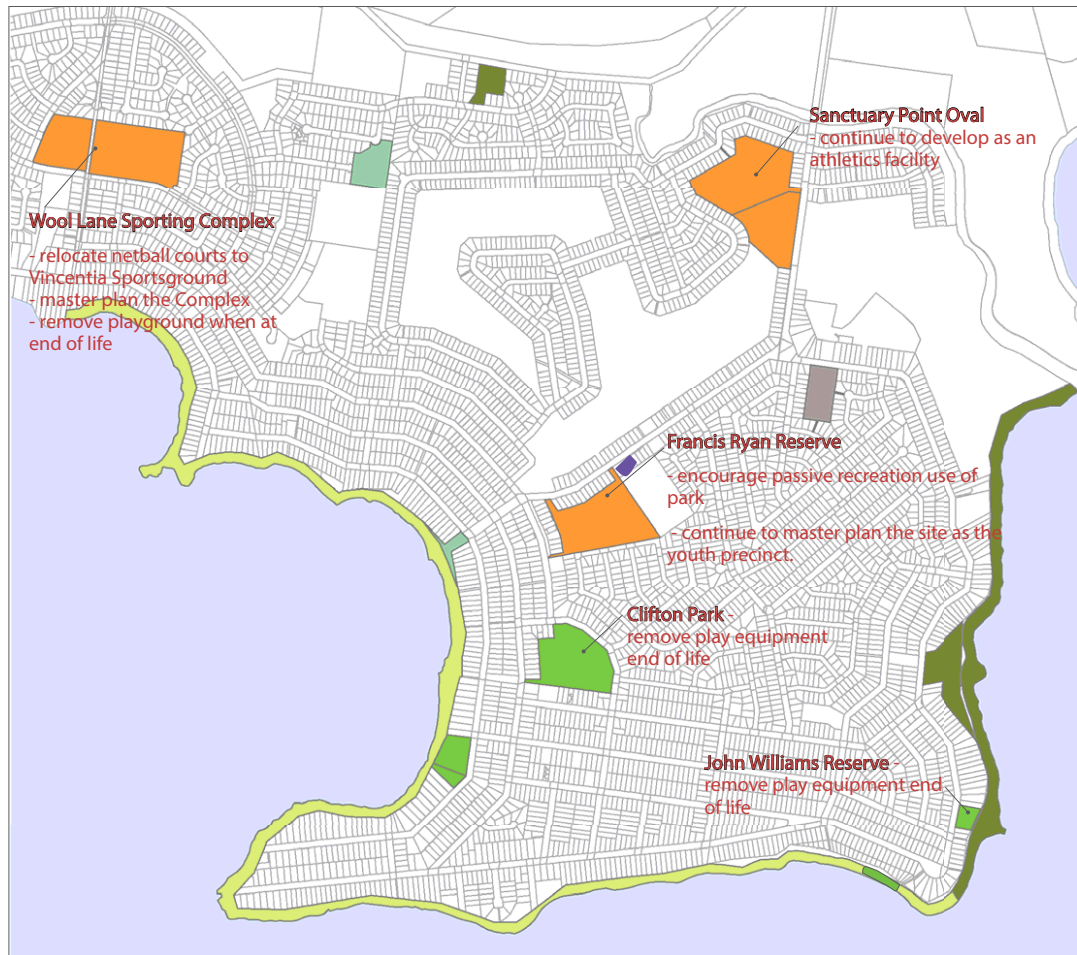 Sanctuary Point Oval
- continue to develop as an
athletics facility
Wool Lane Sporting Complex
- relocate netball courts to
Vincentia Sportsground
- master plan the Complex
- remove playground when at
end of life
Francis Ryan Reserve
- encourage passive recreation use of
park
- continue to master plan the site as the
youth precinct.
Clifton Park -
remove play equipment
end of life
John Williams Reserve -
remove play equipment end
of life